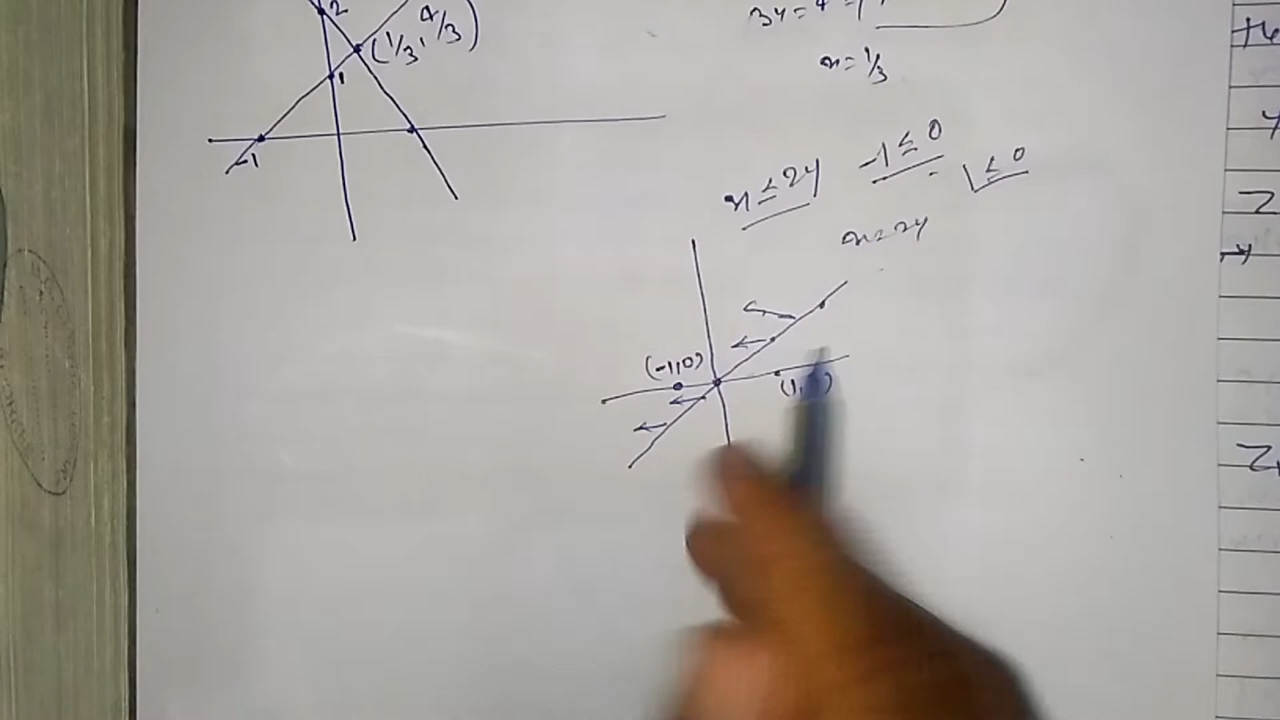 2
(1/3, 4/3)
1
-1
3y = 4
x = 1/3
x ≤ 2y
-1 ≤ 0
1 ≤ 0
x = 2y
(-1,0)
(1,